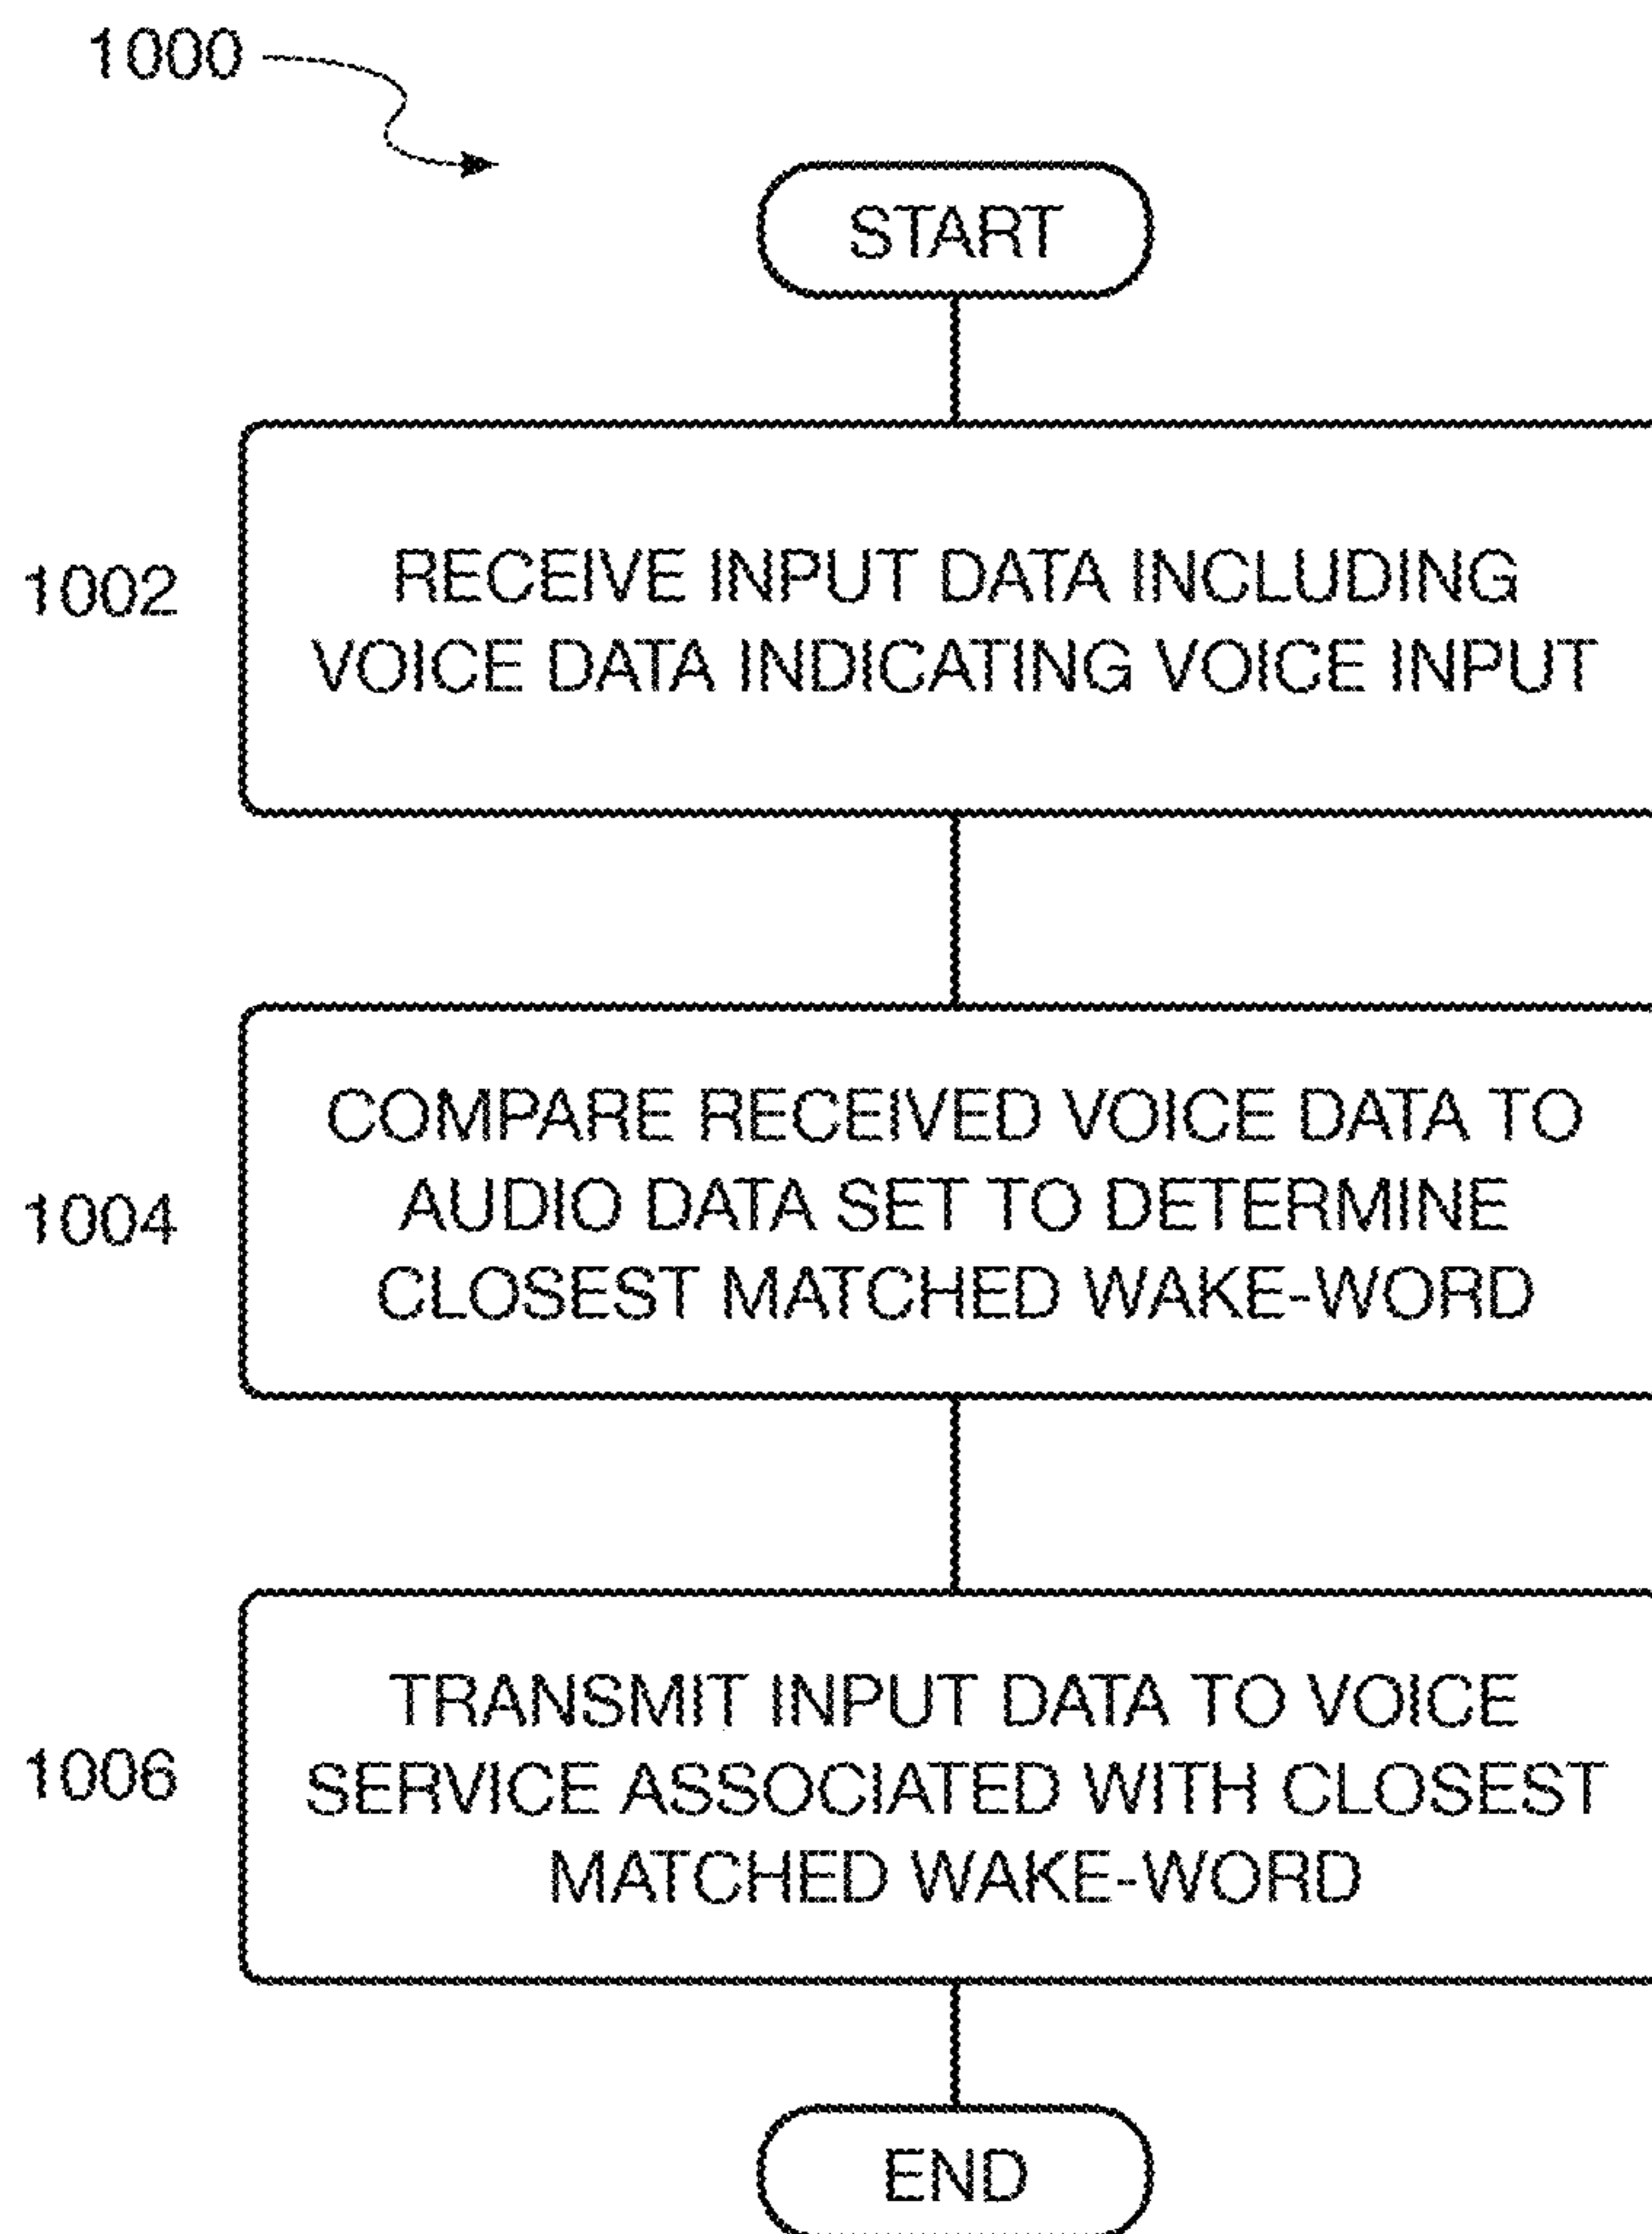 1000
START
1002
RECEIVE INPUT DATA INCLUDING
VOICE DATA INDICATING VOICE INPUT
1004
COMPARE RECEIVED VOICE DATA TO
AUDIO DATA SET TO DETERMINE
CLOSEST MATCHED WAKE-WORD
1006
TRANSMIT INPUT DATA TO VOICE
SERVICE ASSOCIATED WITH CLOSEST
MATCHED WAKE-WORD
END